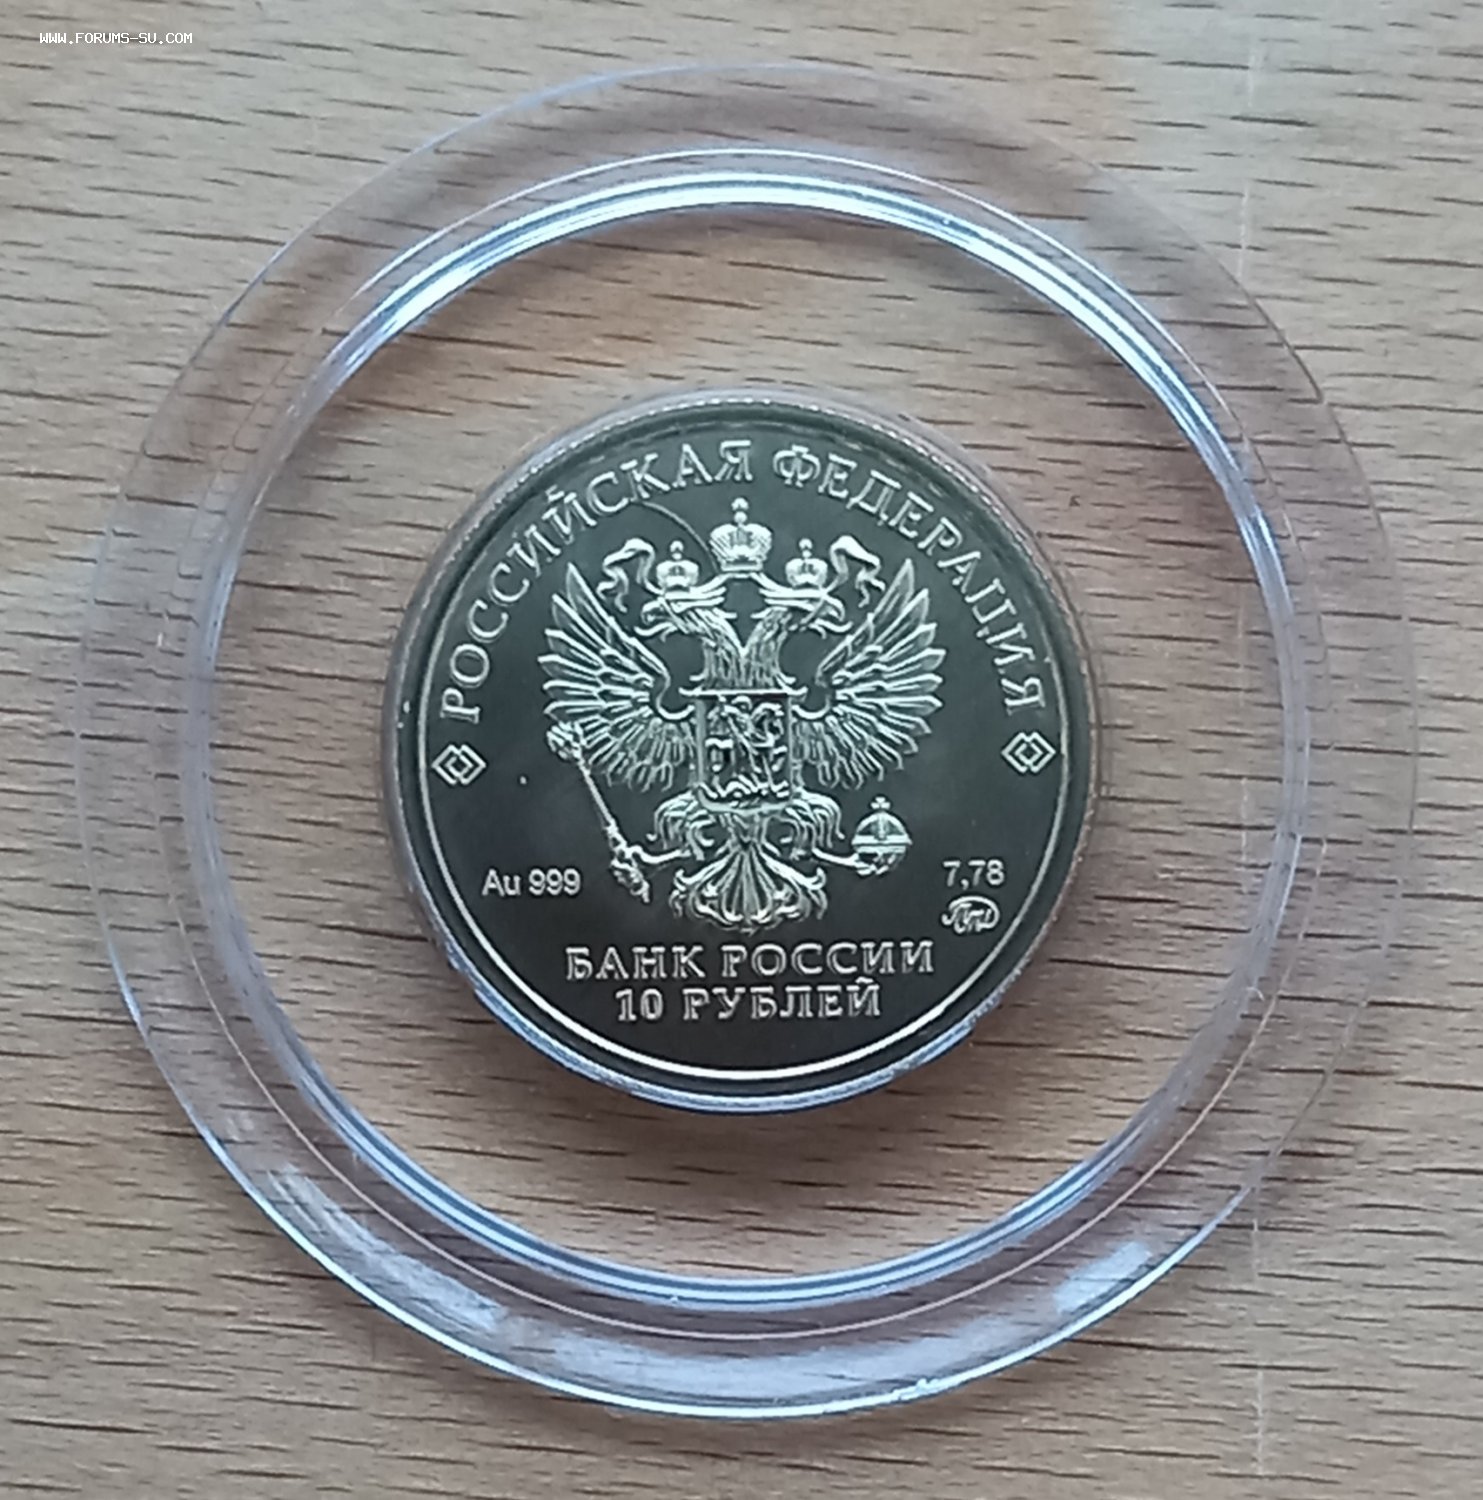 WWW.FORUMS-SU.COM
РОССИЙСКАЯ ФЕДЕРАЦИЯ
Au 999
7,78
БАНК РОССИИ
10 РУБЛЕЙ